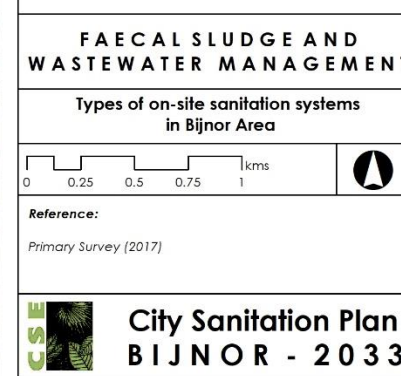 FAECAL SLUDGE AND
WASTEWATER MANAGEMENT
Types of on-site sanitation systems
in Bijnor Area
kms
0 0.25 0.5 0.75 1
Reference:
Primary Survey (2017)
CSE
City Sanitation Plan
BIJNOR - 2033